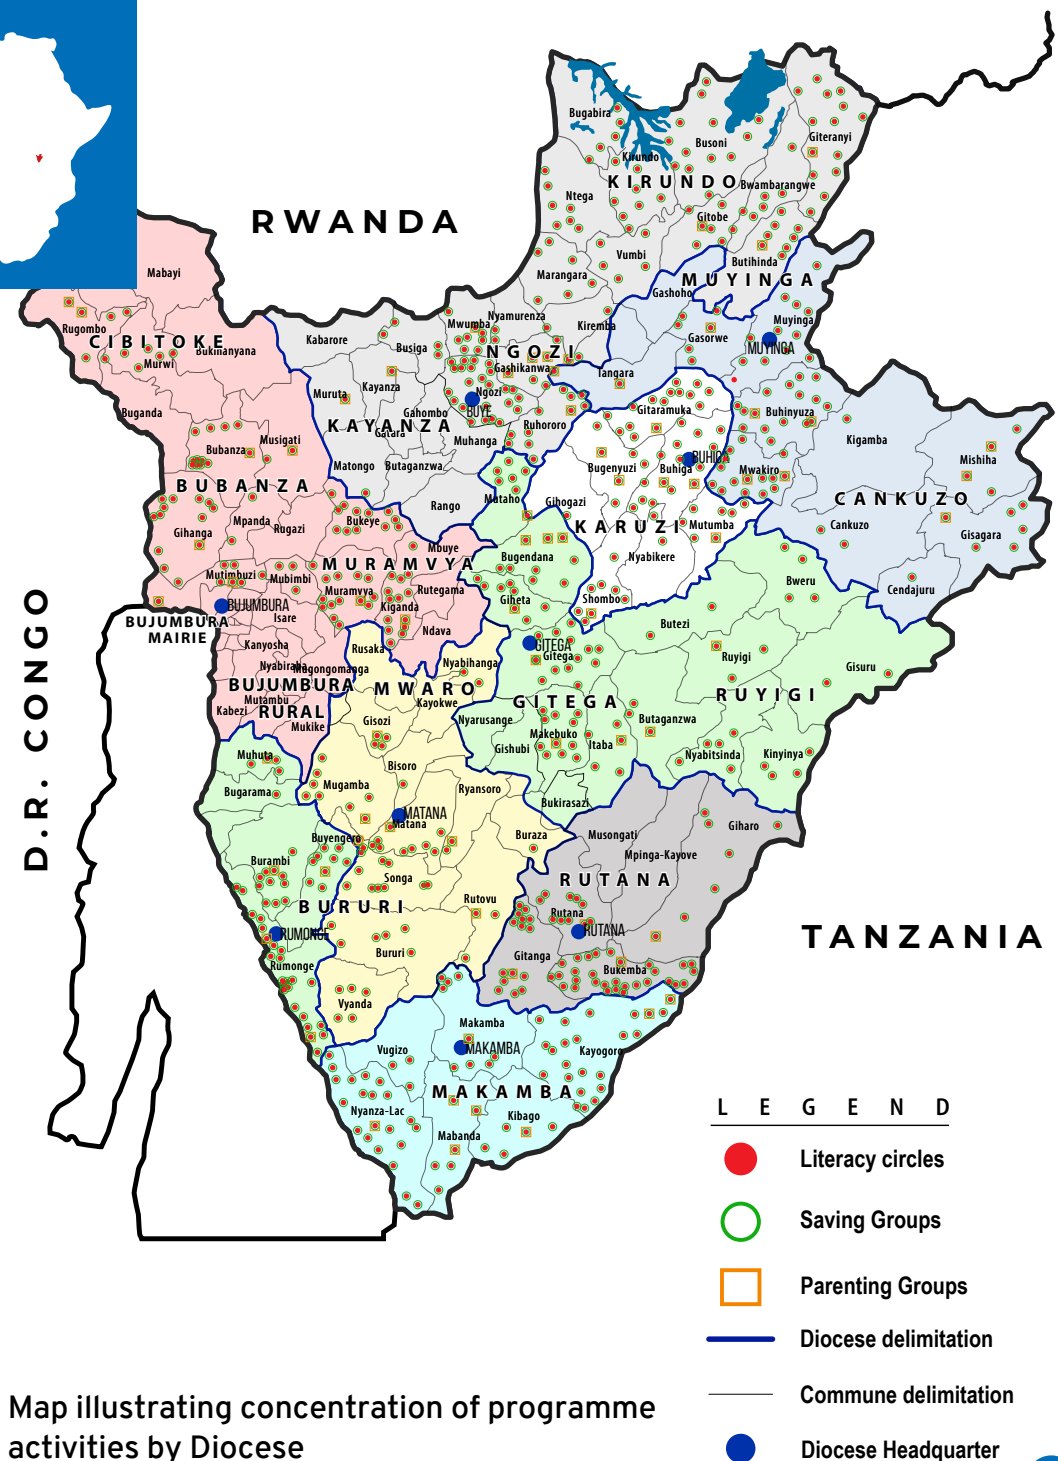 RWANDA
D.R. CONGO
TANZANIA
Bugabira
Giteranyi
Busoni
Kirundo
KIRUNDO
Bwambarangwe
Ntega
Gitobe
Vumbi
Butihinda
Marangara
MUYINGA
Gashoho
Mabayi
Nyamurenza
Mwumba
Kiremba
Muyinga
Rugombo
CIBITOKE
Bukinanyana
Murwi
Kabarore
Busiga
NGOZI
Gasorwe
MUYINGA
Gashikanwa
Tangara
Kayanza
Muruta
Ngozi
BUYE
Buganda
Gahombo
KAYANZA
Gatara
Ruhororo
Gitaramuka
Buhinyuza
Kigamba
Musigati
Bubanza
Muhanga
Matongo
Butaganzwa
BUHIGA
Bugenyuzi
Buhiga
Mwakiro
Mishiha
BUBANZA
CANKUZO
Mutaho
Gihogazi
Rango
Mpanda
Rugazi
Bukeye
KARUZI
Mutumba
Cankuzo
Gisagara
Gihanga
Mbuye
Bugendana
Nyabikere
MURAMVYA
Mutimbuzi
Mubimbi
Muramvya
Rutegama
Bweru
Cendajuru
Giheta
Shombo
BUJUMBURA
Kiganda
Isare
BUJUMBURA
MAIRIE
Ndava
Butezi
Kanyosha
Rusaka
GITEGA
Gitega
Ruyigi
Nyabiraba
Mugongomanga
Nyabihanga
Gisuru
BUJUMBURA
RURAL
MWARO
Kayokwe
GITEGA
RUYIGI
Mutambu
Kabezi
Mukike
Gisozi
Nyarusange
Butaganzwa
Makebuko
Gishubi
Itaba
Nyabitsinda
Kinyinya
Muhuta
Bisoro
Mugamba
Ryansoro
Bugarama
Bukirasazi
MATANA
Matana
Giharo
Buyengero
Buraza
Musongati
Mpinga-Kayove
Burambi
Songa
RUTANA
BURURI
Rutovu
Rutana
RUTANA
RUMONGE
Bururi
Gitanga
Bukemba
Rumonge
Vyanda
Makamba
MAKAMBA
Vugizo
Kayogoro
MAKAMBA
Nyanza-Lac
Kibago
Mabanda
LEGEND
Literacy circles
Saving Groups
Parenting Groups
Diocese delimitation
Commune delimitation
Diocese Headquarter
Map illustrating concentration of programme
activities by Diocese